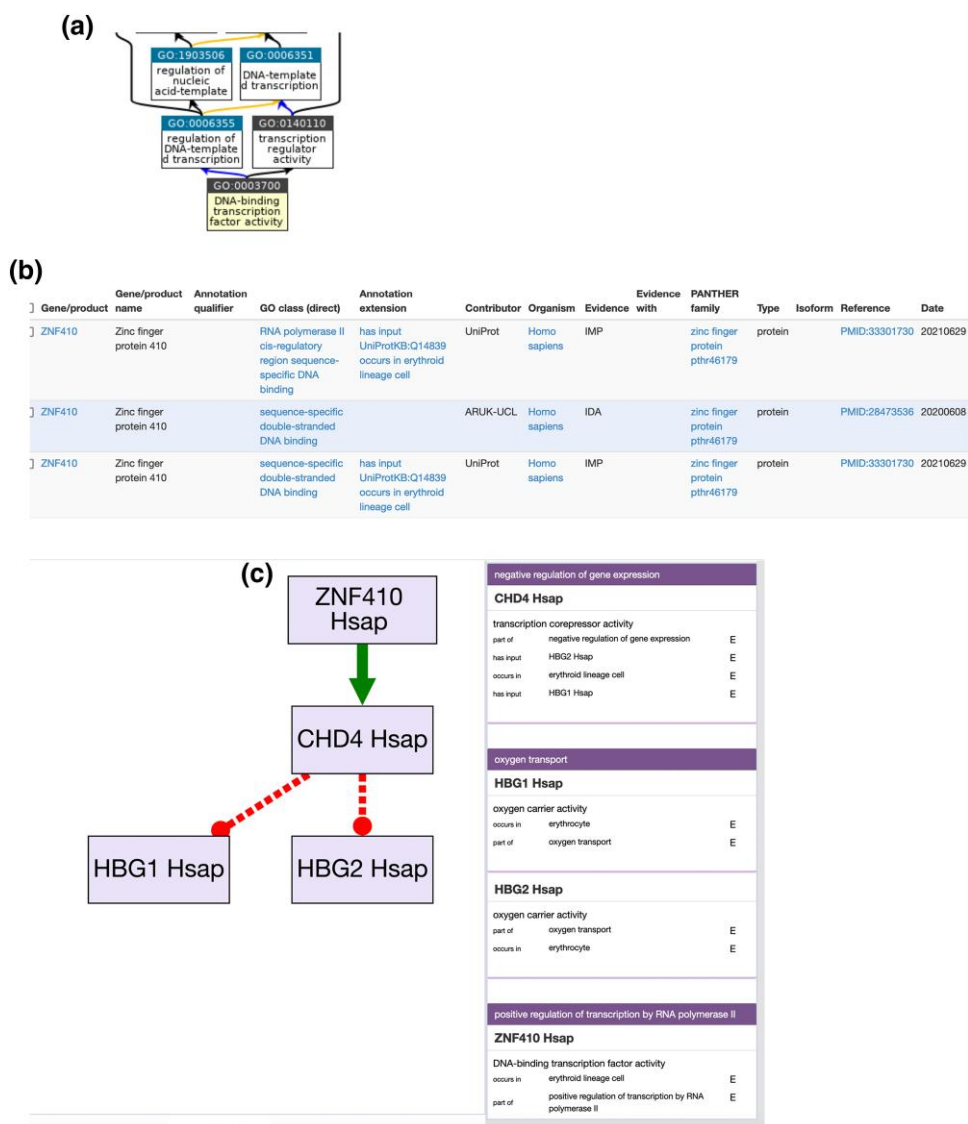 (a)
GO:1903506 GO:0006351
regulation of
nucleic
acid-template
DNA-template
d transcription
GO:0006355 GO:0140110
regulation of
DNA-template
d transcription
transcription
regulator
activity
GO:0003700
DNA-binding
transcription
factor activity
(b)
Gene/product Gene/product name Annotation qualifier GO class (direct) Annotation extension Contributor Organism Evidence Evidence with PANTHER family Type Isoform Reference Date
ZNF410 Zinc finger RNA polymerase II has input UniProt Homo IMP zinc finger protein PMID:33301730 20210629
protein 410 cis-regulatory UniProtKB:Q14839 sapiens protein
region sequence- occurs in erythroid pthr46179
specific DNA lineage cell
binding
ZNF410 Zinc finger sequence-specific ARUK-UCL Homo IDA zinc finger protein PMID:28473536 20200608
protein 410 double-stranded sapiens protein
DNA binding pthr46179
ZNF410 Zinc finger sequence-specific has input UniProt Homo IMP zinc finger protein PMID:33301730 20210629
protein 410 double-stranded UniProtKB:Q14839 sapiens protein
DNA binding occurs in erythroid pthr46179
lineage cell
(c)
ZNF410
Hsap
CHD4 Hsap
HBG1 Hsap HBG2 Hsap
negative regulation of gene expression
CHD4 Hsap
transcription corepressor activity
part of negative regulation of gene expression E
has input HBG2 Hsap E
occurs in erythroid lineage cell E
has input HBG1 Hsap E
oxygen transport
HBG1 Hsap
oxygen carrier activity
occurs in erythrocyte E
part of oxygen transport E
HBG2 Hsap
oxygen carrier activity
part of oxygen transport E
occurs in erythrocyte E
positive regulation of transcription by RNA polymerase II
ZNF410 Hsap
DNA-binding transcription factor activity
occurs in erythroid lineage cell E
part of positive regulation of transcription by RNA E
polymerase II